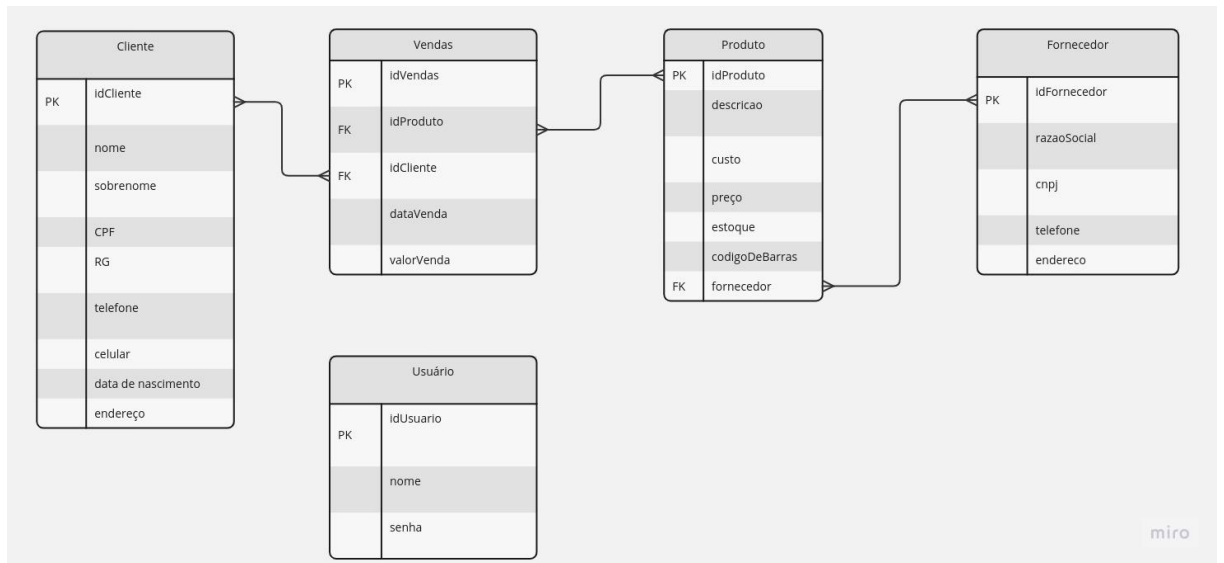 Cliente
PK idCliente
nome
sobrenome
CPF
RG
telefone
celular
data de nascimento
endereço
Vendas
PK idVendas
FK idProduto
FK idCliente
dataVenda
valorVenda
Produto
PK idProduto
descricao
custo
preço
estoque
codigoDeBarras
FK fornecedor
Fornecedor
PK idFornecedor
razaoSocial
cnpj
telefone
endereco
Usuário
PK idUsuario
nome
senha
miro